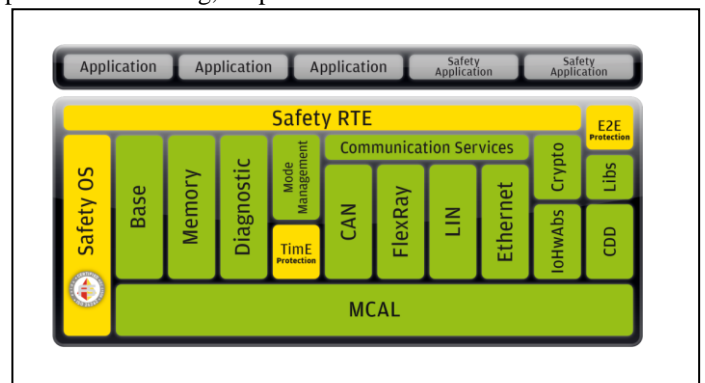 Application Application Application Safety Application Safety Application
Safety RTE
E2E Protection
Safety OS
Base
Memory
Diagnostic
Mode Management
TimE Protection
Communication Services
CAN
FlexRay
LIN
Ethernet
Crypto
IoHwAbs
Libs
CDD
MCAL